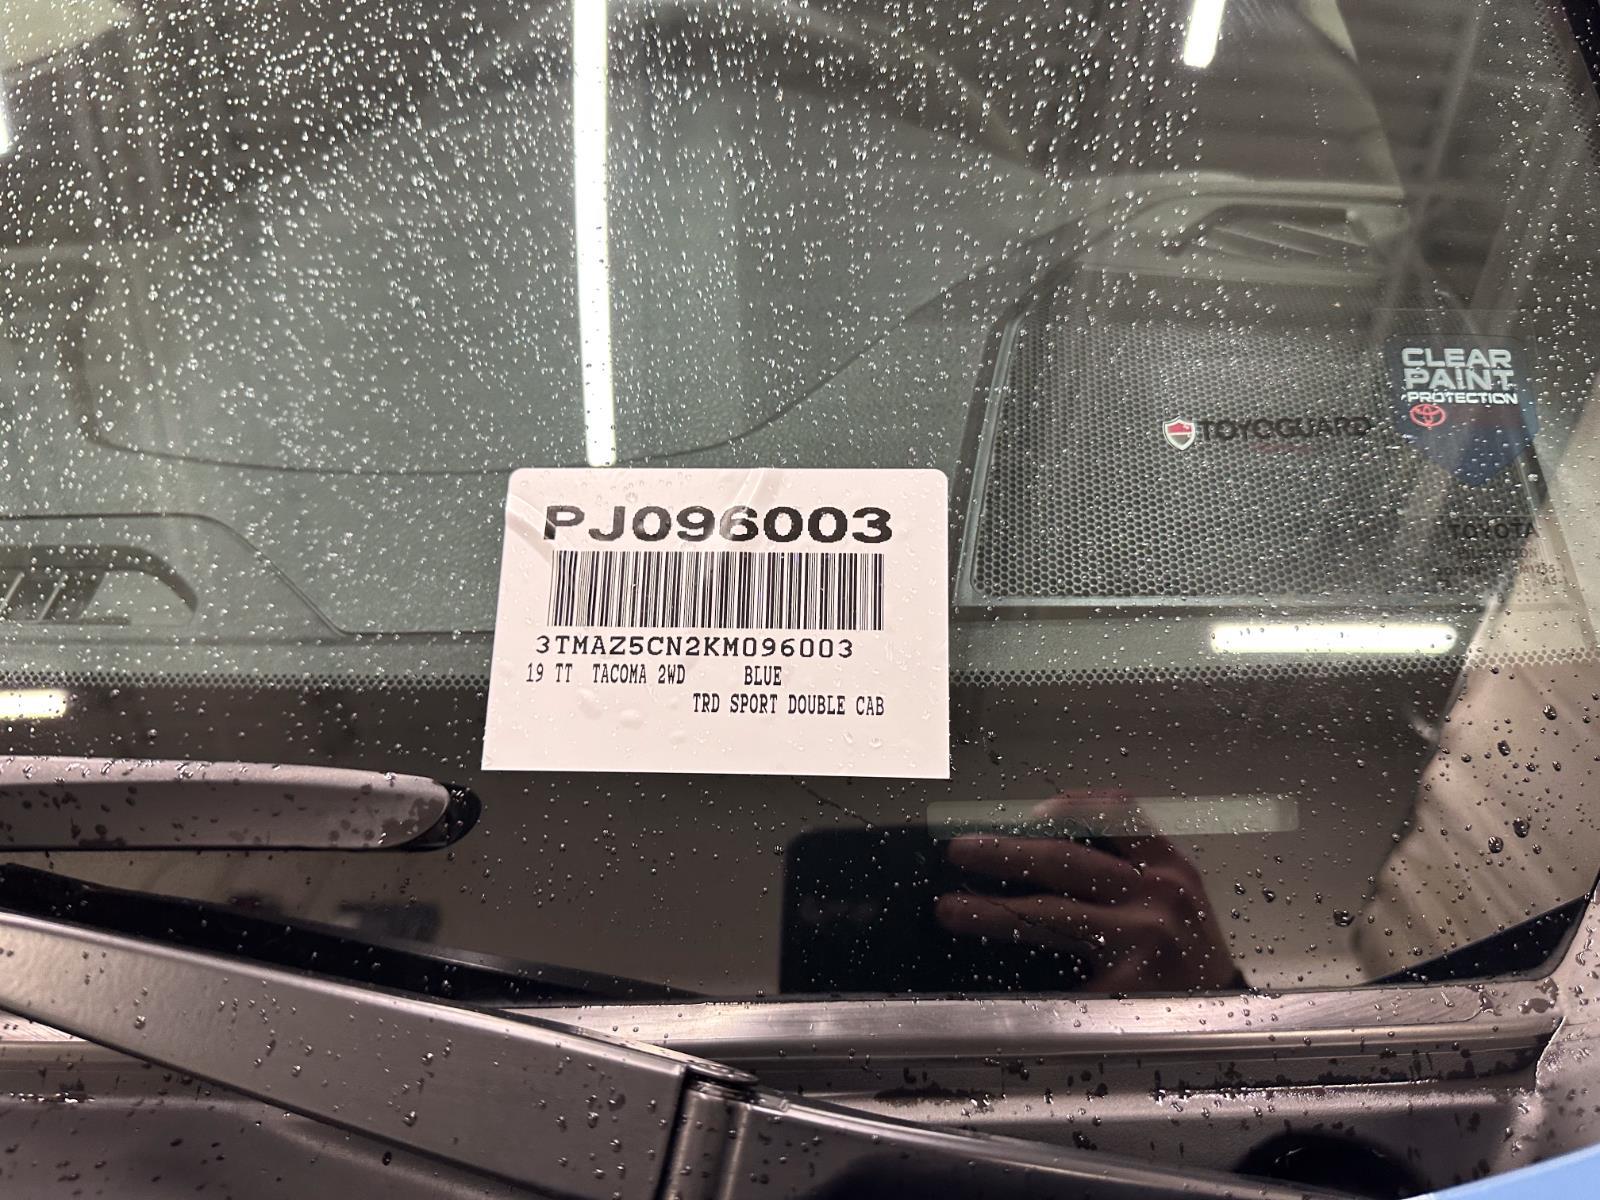 CLEAR
PAINT
PROTECTION
TOYOGUARD
PJ096003
3TMAZ5CN2KM096003
19 TT TACOMA 2WD BLUE
TRD SPORT DOUBLE CAB
TOYOTA